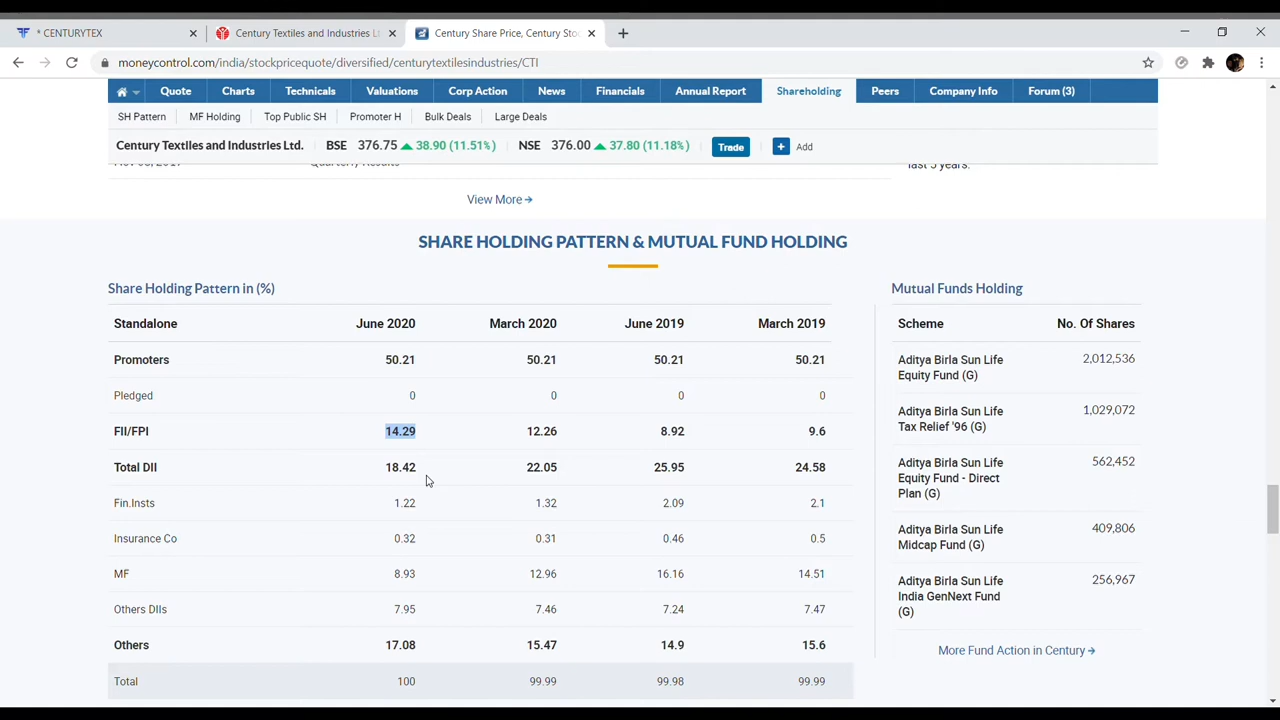 * CENTURYTEX
Century Textiles and Industries Lt
Century Share Price, Century Stoc
moneycontrol.com/india/stockpricequote/diversified/centurytextilesindustries/CTI
Quote Charts Technicals Valuations Corp Action News Financials Annual Report Shareholding Peers Company Info Forum (3)
SH Pattern MF Holding Top Public SH Promoter H Bulk Deals Large Deals
Century Textiles and Industries Ltd. BSE 376.75 38.90 (11.51%) NSE 376.00 37.80 (11.18%) Trade + Add
Nov 08, 2017 Quarterly Results last 5 years.
View More
SHARE HOLDING PATTERN & MUTUAL FUND HOLDING
Share Holding Pattern in (%)
Standalone June 2020 March 2020 June 2019 March 2019
Promoters 50.21 50.21 50.21 50.21
Pledged 0 0 0 0
FII/FPI 14.29 12.26 8.92 9.6
Total DII 18.42 22.05 25.95 24.58
Fin.Insts 1.22 1.32 2.09 2.1
Insurance Co 0.32 0.31 0.46 0.5
MF 8.93 12.96 16.16 14.51
Others DIIs 7.95 7.46 7.24 7.47
Others 17.08 15.47 14.9 15.6
Total 100 99.99 99.98 99.99
Mutual Funds Holding
Scheme No. Of Shares
Aditya Birla Sun Life 2,012,536
Equity Fund (G)
Aditya Birla Sun Life 1,029,072
Tax Relief '96 (G)
Aditya Birla Sun Life 562,452
Equity Fund - Direct
Plan (G)
Aditya Birla Sun Life 409,806
Midcap Fund (G)
Aditya Birla Sun Life 256,967
India GenNext Fund
(G)
More Fund Action in Century